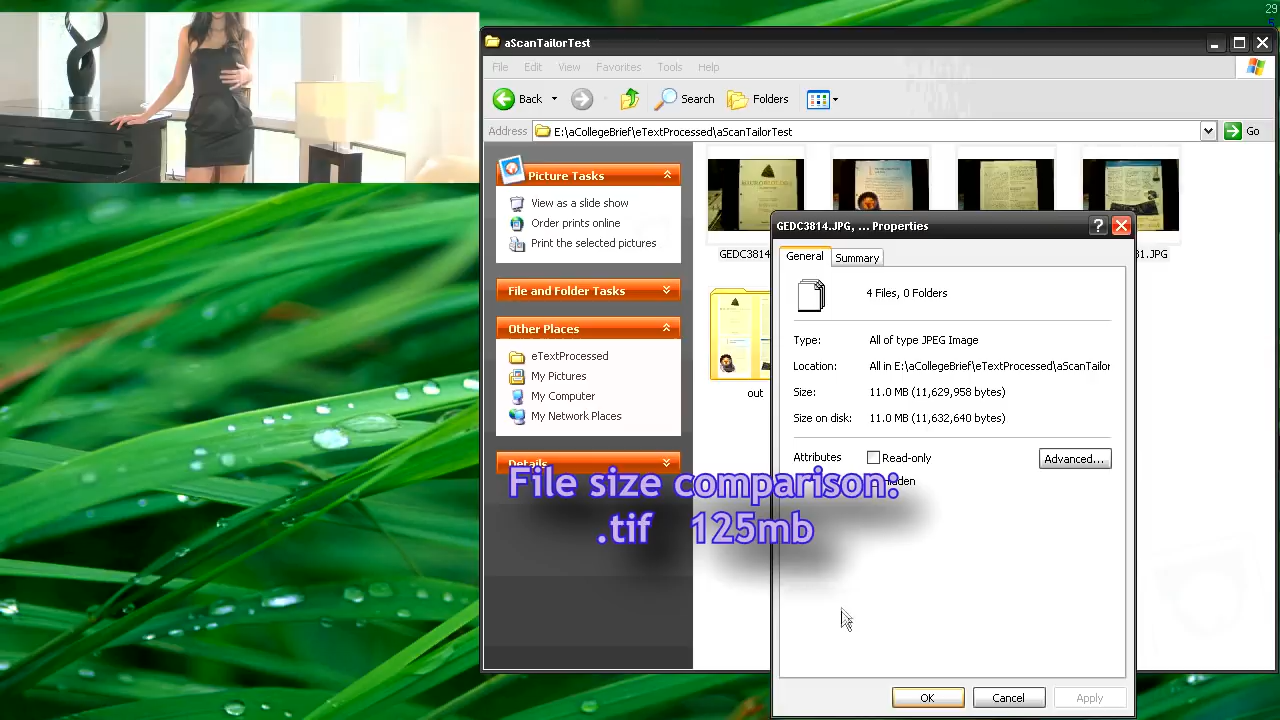 29
aScanTailorTest
File Edit View Favorites Tools Help
Back Search Folders
Address E:\aCollegeBrief\eTextProcessed\aScanTailorTest Go
Picture Tasks
View as a slide show
Order prints online
Print the selected pictures
File and Folder Tasks
Other Places
eTextProcessed
My Pictures
My Computer
My Network Places
Details
GEDC3814
31.JPG
out
GEDC3814.JPG, ... Properties
General Summary
4 Files, 0 Folders
Type: All of type JPEG Image
Location: All in E:\aCollegeBrief\eTextProcessed\aScanTailor
Size: 11.0 MB (11,629,958 bytes)
Size on disk: 11.0 MB (11,632,640 bytes)
Attributes Read-only Advanced...
Hidden
File size comparison:
.tif 125mb
OK Cancel Apply